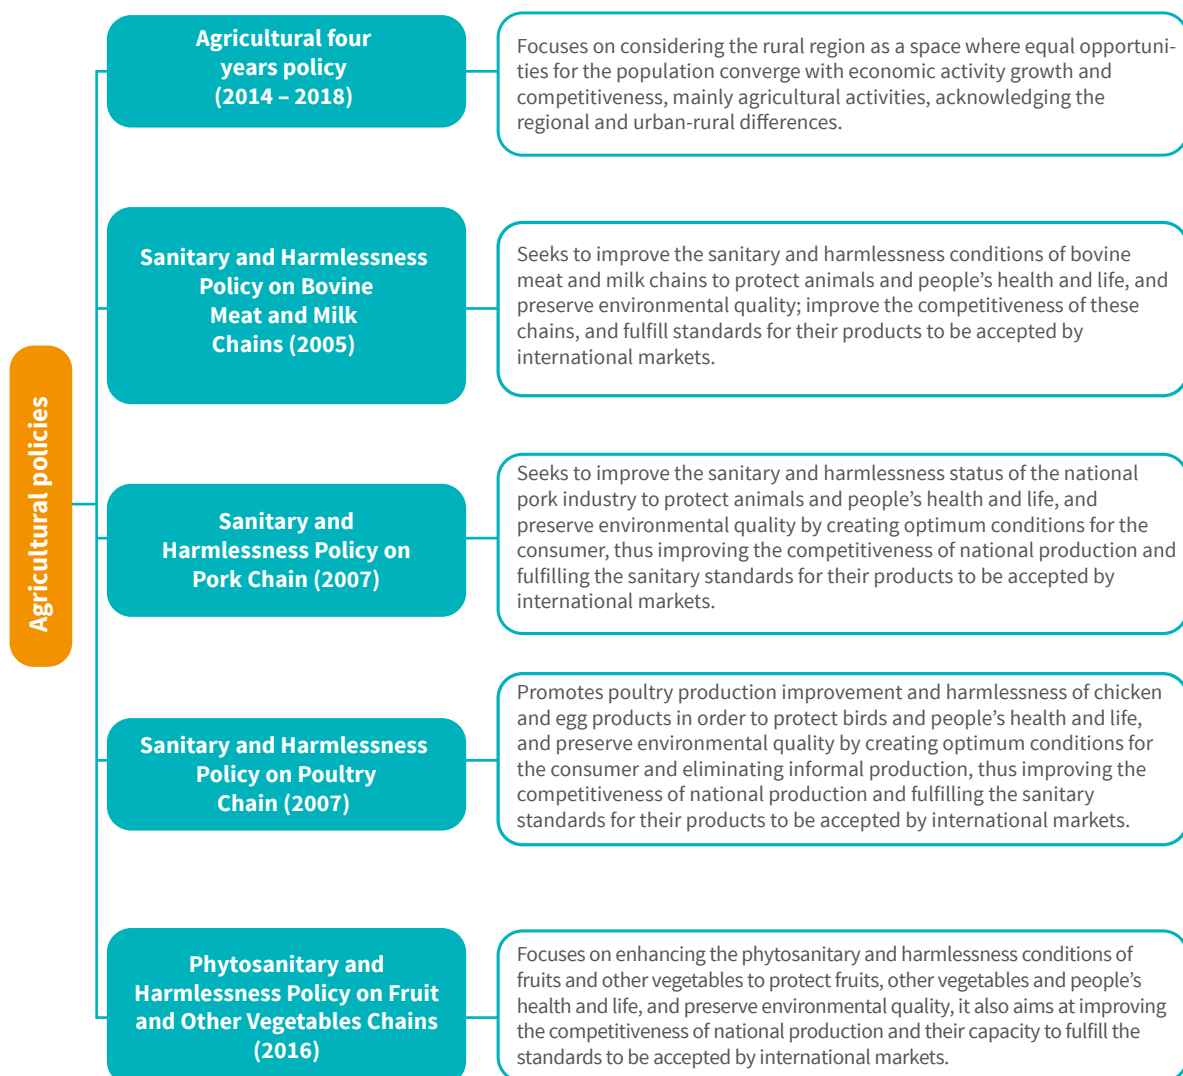 Agricultural policies
Agricultural four
years policy
(2014 – 2018)
Focuses on considering the rural region as a space where equal opportuni-
ties for the population converge with economic activity growth and
competitiveness, mainly agricultural activities, acknowledging the
regional and urban-rural differences.
Sanitary and Harmlessness
Policy on Bovine
Meat and Milk
Chains (2005)
Seeks to improve the sanitary and harmlessness conditions of bovine
meat and milk chains to protect animals and people’s health and life, and
preserve environmental quality; improve the competitiveness of these
chains, and fulfill standards for their products to be accepted by
international markets.
Sanitary and
Harmlessness Policy on
Pork Chain (2007)
Seeks to improve the sanitary and harmlessness status of the national
pork industry to protect animals and people’s health and life, and
preserve environmental quality by creating optimum conditions for the
consumer, thus improving the competitiveness of national production and
fulfilling the sanitary standards for their products to be accepted by
international markets.
Sanitary and Harmlessness
Policy on Poultry
Chain (2007)
Promotes poultry production improvement and harmlessness of chicken
and egg products in order to protect birds and people’s health and life,
and preserve environmental quality by creating optimum conditions for
the consumer and eliminating informal production, thus improving the
competitiveness of national production and fulfilling the sanitary
standards for their products to be accepted by international markets.
Phytosanitary and
Harmlessness Policy on Fruit
and Other Vegetables Chains
(2016)
Focuses on enhancing the phytosanitary and harmlessness conditions of
fruits and other vegetables to protect fruits, other vegetables and people’s
health and life, and preserve environmental quality, it also aims at improving
the competitiveness of national production and their capacity to fulfill the
standards to be accepted by international markets.